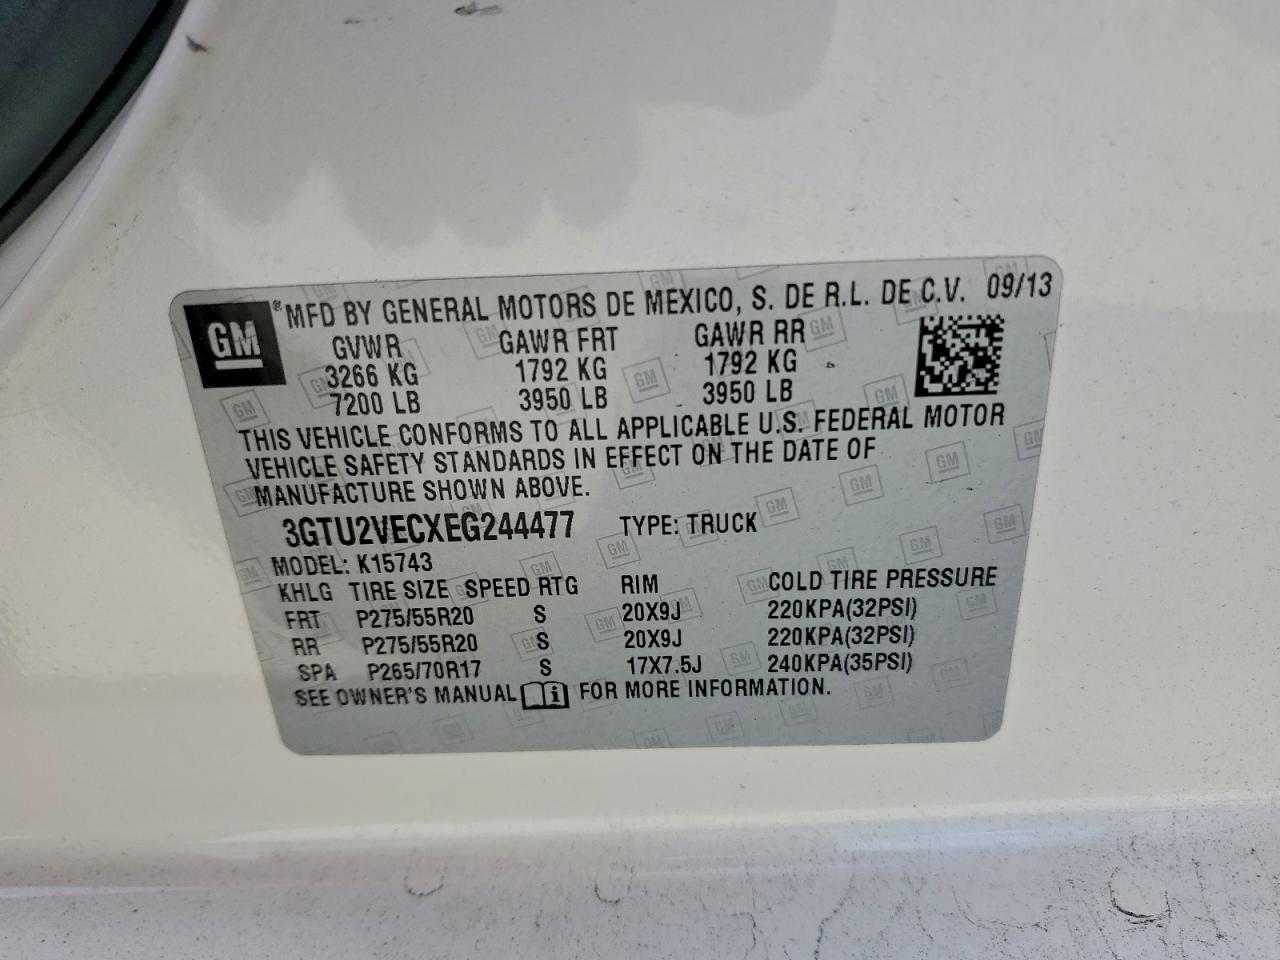 GM
® MFD BY GENERAL MOTORS DE MEXICO, S. DE R.L. DE C.V. 09/13
GVWR GAWR FRT GAWR RR
3266 KG 1792 KG 1792 KG
7200 LB 3950 LB 3950 LB
THIS VEHICLE CONFORMS TO ALL APPLICABLE U.S. FEDERAL MOTOR
VEHICLE SAFETY STANDARDS IN EFFECT ON THE DATE OF
MANUFACTURE SHOWN ABOVE.
3GTU2VECXEG244477 TYPE: TRUCK
MODEL: K15743
KHLG TIRE SIZE SPEED RTG RIM COLD TIRE PRESSURE
FRT P275/55R20 S 20X9J 220KPA(32PSI)
RR P275/55R20 S 20X9J 220KPA(32PSI)
SPA P265/70R17 S 17X7.5J 240KPA(35PSI)
SEE OWNER'S MANUAL i FOR MORE INFORMATION.